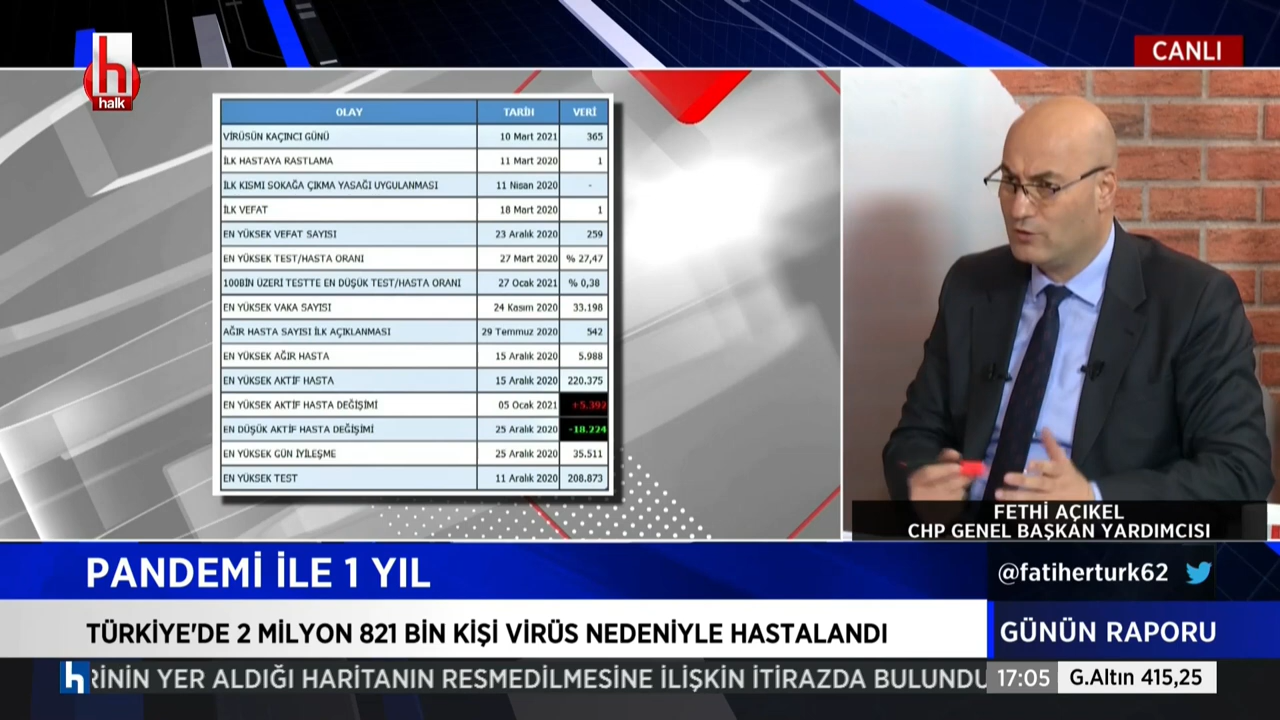 h
halk
CANLI
OLAY TARİH VERİ
VİRÜSÜN KAÇINCI GÜNÜ 10 Mart 2021 365
İLK HASTAYA RASTLAMA 11 Mart 2020 1
İLK KISMI SOKAĞA ÇIKMA YASAĞI UYGULANMASI 11 Nisan 2020 -
İLK VEFAT 18 Mart 2020 1
EN YÜKSEK VEFAT SAYISI 23 Aralık 2020 259
EN YÜKSEK TEST/HASTA ORANI 27 Mart 2020 % 27,47
100BİN ÜZERİ TESTTE EN DÜŞÜK TEST/HASTA ORANI 27 Ocak 2021 % 0,38
EN YÜKSEK VAKA SAYISI 24 Kasım 2020 33.198
AĞIR HASTA SAYISI İLK AÇIKLANMASI 29 Temmuz 2020 542
EN YÜKSEK AĞIR HASTA 15 Aralık 2020 5.988
EN YÜKSEK AKTİF HASTA 15 Aralık 2020 220.375
EN YÜKSEK AKTİF HASTA DEĞİŞİMİ 05 Ocak 2021 +5.392
EN DÜŞÜK AKTİF HASTA DEĞİŞİMİ 25 Aralık 2020 -18.224
EN YÜKSEK GÜN İYİLEŞME 25 Aralık 2020 35.511
EN YÜKSEK TEST 11 Aralık 2020 208.873
FETHİ AÇIKEL
CHP GENEL BAŞKAN YARDIMCISI
PANDEMİ İLE 1 YIL
@fatiherturk62
TÜRKİYE'DE 2 MİLYON 821 BİN KİŞİ VİRÜS NEDENİYLE HASTALANDI
GÜNÜN RAPORU
h RİNİN YER ALDIĞI HARİTANIN RESMEDİLMESİNE İLİŞKİN İTİRAZDA BULUNDU 17:05 G.Altın 415,25